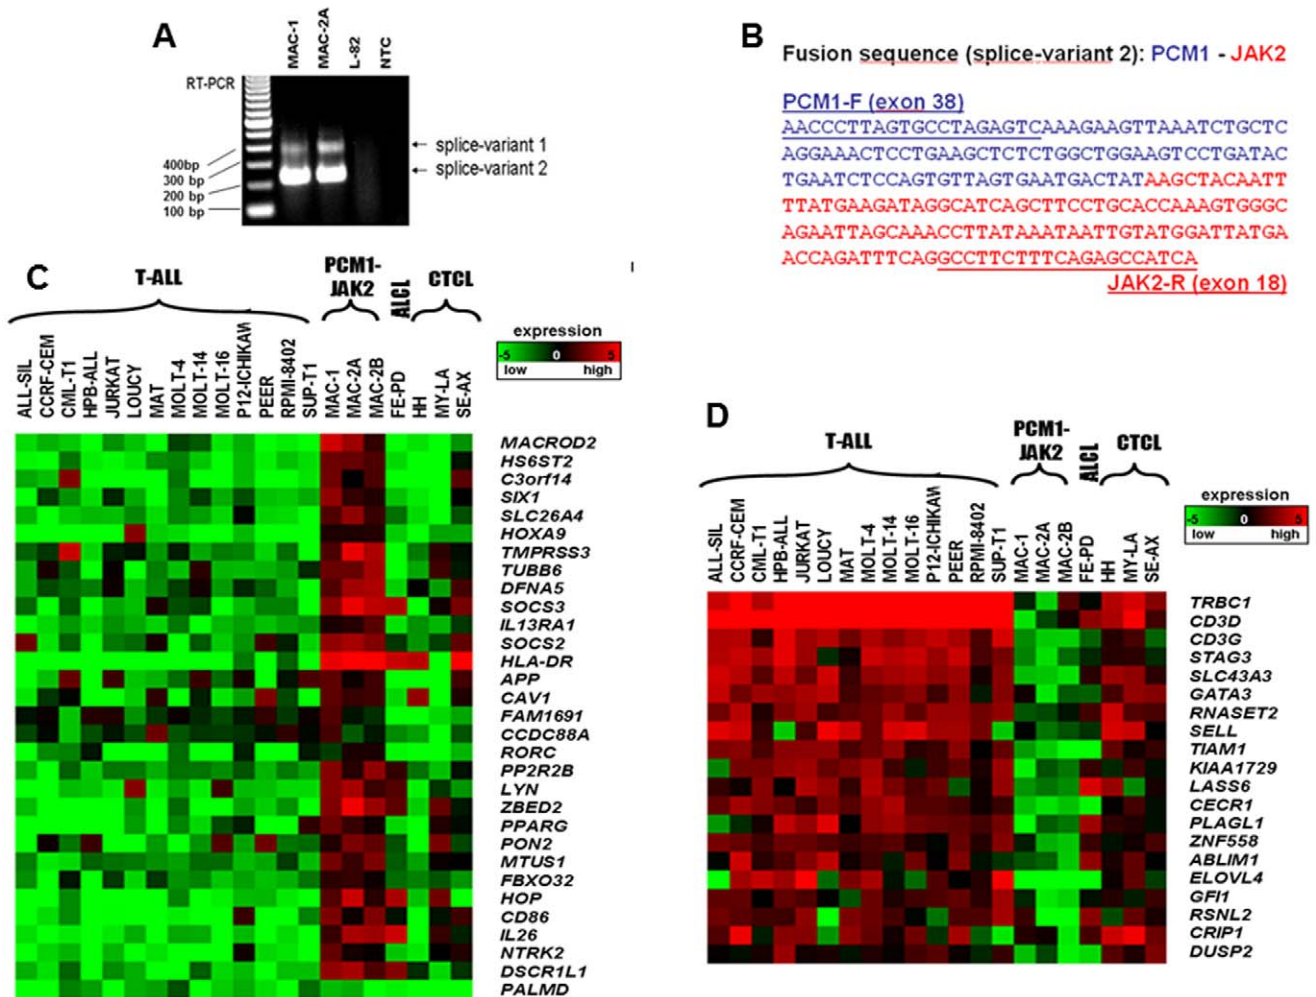 A
MAC-1
MAC-2A
L-82
NTC
RT-PCR
splice-variant 1
splice-variant 2
400bp
300 bp
200 bp
100 bp
B
Fusion sequence (splice-variant 2): PCM1 - JAK2
PCM1-F (exon 38)
AACCCTTAGTGCCTAGAGTCAAAGAAGTTAAATCTGCTC
AGGAAACTCCTGAAGCTCTCTGGCTGGAAGTCCTGATAC
TGAATCTCCAGTGTTAGTGAATGACTATAAGCTACAATT
TTATGAAGATAGGCATCAGCTTCCTGCACCAAAGTGGGC
AGAATTAGCAAACCTTATAAATAATTGTATGGATTATGA
ACCAGATTTCAGGCCTTCTTTCAGAGCCATCA
JAK2-R (exon 18)
C
T-ALL
PCM1-
JAK2
ALCL
CTCL
expression
-5 0 5
low high
ALL-SIL
CCRF-CEM
CML-T1
HPB-ALL
JURKAT
LOUCY
MAT
MOLT-4
MOLT-14
MOLT-16
P12-ICHIKAW
PEER
RPMI-8402
SUP-T1
MAC-1
MAC-2A
MAC-2B
FE-PD
HH
MY-LA
SE-AX
MACROD2
HS6ST2
C3orf14
SIX1
SLC26A4
HOXA9
TMPRSS3
TUBB6
DFNA5
SOCS3
IL13RA1
SOCS2
HLA-DR
APP
CAV1
FAM1691
CCDC88A
RORC
PP2R2B
LYN
ZBED2
PPARG
PON2
MTUS1
FBXO32
HOP
CD86
IL26
NTRK2
DSCR1L1
PALMD
D
T-ALL
PCM1-
JAK2
ALCL
CTCL
expression
-5 0 5
low high
ALL-SIL
CCRF-CEM
CML-T1
HPB-ALL
JURKAT
LOUCY
MAT
MOLT-4
MOLT-14
MOLT-16
P12-ICHIKAW
PEER
RPMI-8402
SUP-T1
MAC-1
MAC-2A
MAC-2B
FE-PD
HH
MY-LA
SE-AX
TRBC1
CD3D
CD3G
STAG3
SLC43A3
GATA3
RNASET2
SELL
TIAM1
KIAA1729
LASS6
CECR1
PLAGL1
ZNF558
ABLIM1
ELOVL4
GFI1
RSNL2
CRIP1
DUSP2